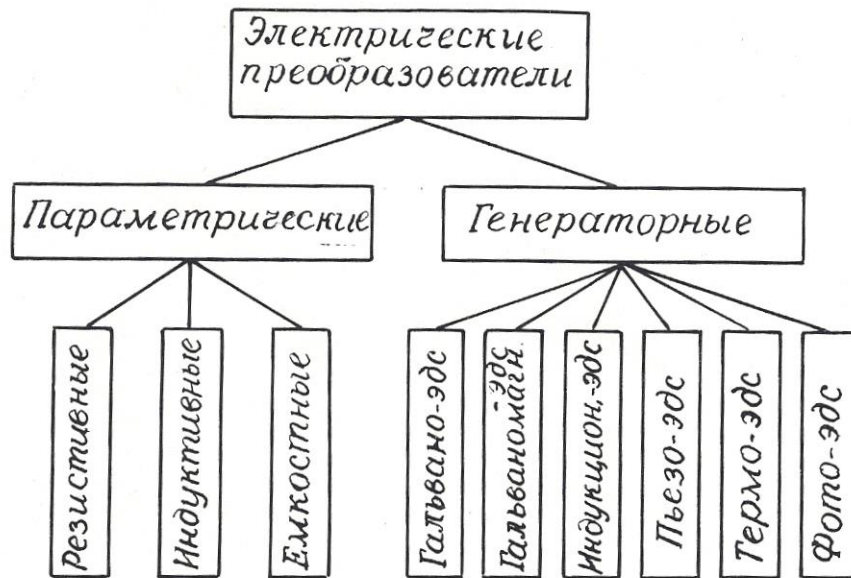 Электрические
преобразователи
Параметрические
Генераторные
Резистивные
Индуктивные
Емкостные
Гальвано-эдс
Гальваномагн.
-эдс
Индукцион.-эдс
Пьезо-эдс
Термо-эдс
Фото-эдс